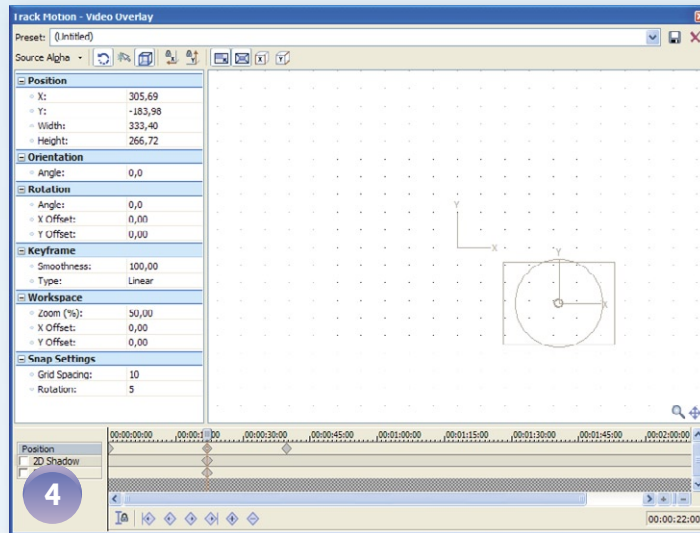 Track Motion - Video Overlay
Preset: (Untitled)
Source Alpha
Position
X: 305,69
Y: -183,98
Width: 333,40
Height: 266,72
Orientation
Angle: 0,0
Rotation
Angle: 0,0
X Offset: 0,00
Y Offset: 0,00
Keyframe
Smoothness: 100,00
Type: Linear
Workspace
Zoom (%): 50,00
X Offset: 0,00
Y Offset: 0,00
Snap Settings
Grid Spacing: 10
Rotation: 5
Y
X
Y
X
00:00:00:00 00:00:30:00 00:00:45:00 00:01:00:00 00:01:15:00 00:01:30:00 00:01:45:00 00:02:00:00
Position
2D Shadow
4
00:00:22:00